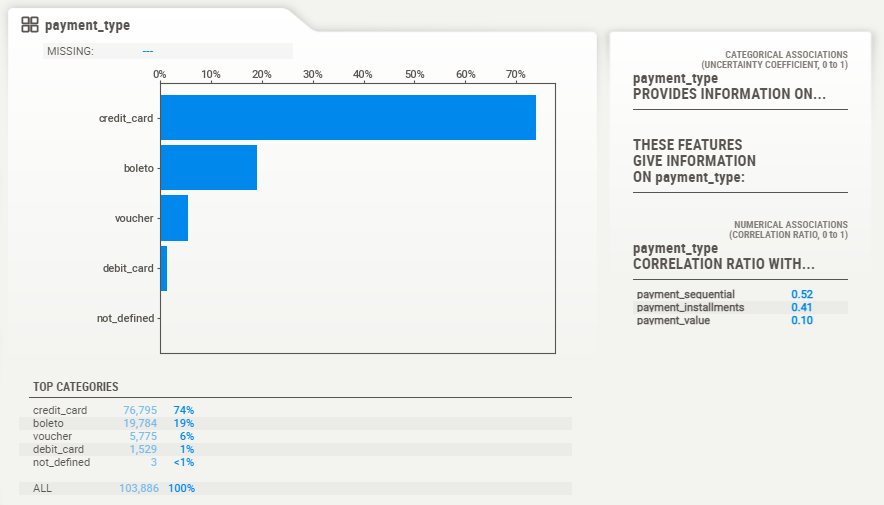 payment_type
MISSING: ---
0% 10% 20% 30% 40% 50% 60% 70%
credit_card
boleto
voucher
debit_card
not_defined
TOP CATEGORIES
credit_card 76,795 74%
boleto 19,784 19%
voucher 5,775 6%
debit_card 1,529 1%
not_defined 3 <1%
ALL 103,886 100%
CATEGORICAL ASSOCIATIONS
(UNCERTAINTY COEFFICIENT, 0 to 1)
payment_type
PROVIDES INFORMATION ON...
THESE FEATURES
GIVE INFORMATION
ON payment_type:
NUMERICAL ASSOCIATIONS
(CORRELATION RATIO, 0 to 1)
payment_type
CORRELATION RATIO WITH...
payment_sequential 0.52
payment_installments 0.41
payment_value 0.10